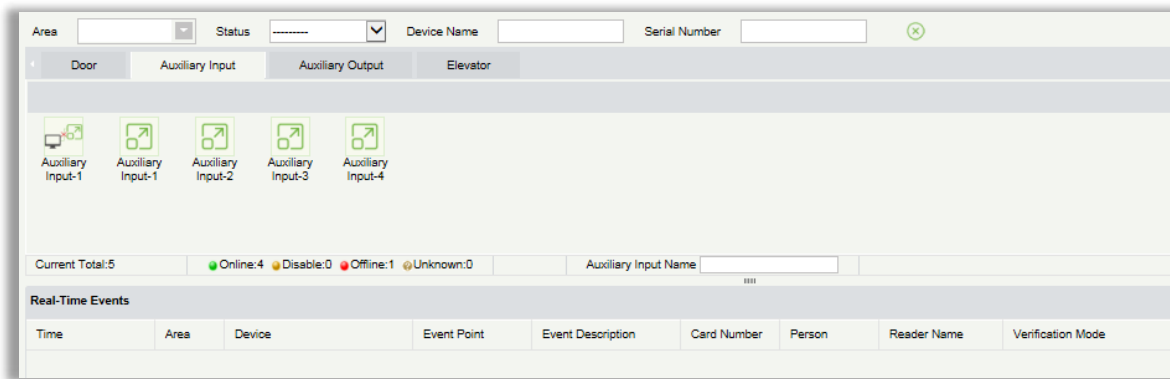 Area Status --------- Device Name Serial Number
Door Auxiliary Input Auxiliary Output Elevator
Auxiliary Input-1 Auxiliary Input-1 Auxiliary Input-2 Auxiliary Input-3 Auxiliary Input-4
Current Total:5 Online:4 Disable:0 Offline:1 Unknown:0 Auxiliary Input Name
Real-Time Events
Time Area Device Event Point Event Description Card Number Person Reader Name Verification Mode